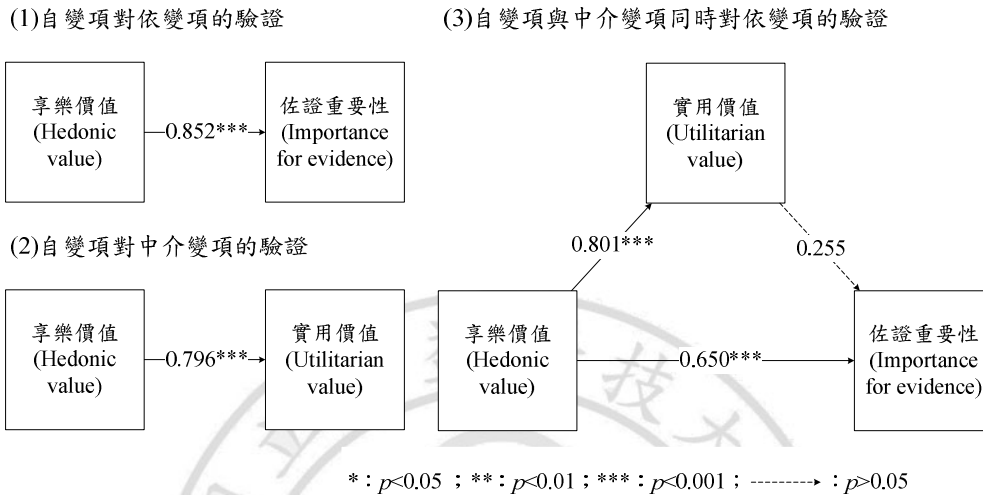 (1)自變項對依變項的驗證
享樂價值
(Hedonic
value)
0.852***
佐證重要性
(Importance
for evidence)
(2)自變項對中介變項的驗證
享樂價值
(Hedonic
value)
0.796***
實用價值
(Utilitarian
value)
(3)自變項與中介變項同時對依變項的驗證
實用價值
(Utilitarian
value)
0.801***
0.255
享樂價值
(Hedonic
value)
0.650***
佐證重要性
(Importance
for evidence)
*：p<0.05；**：p<0.01；***：p<0.001；：p>0.05
技